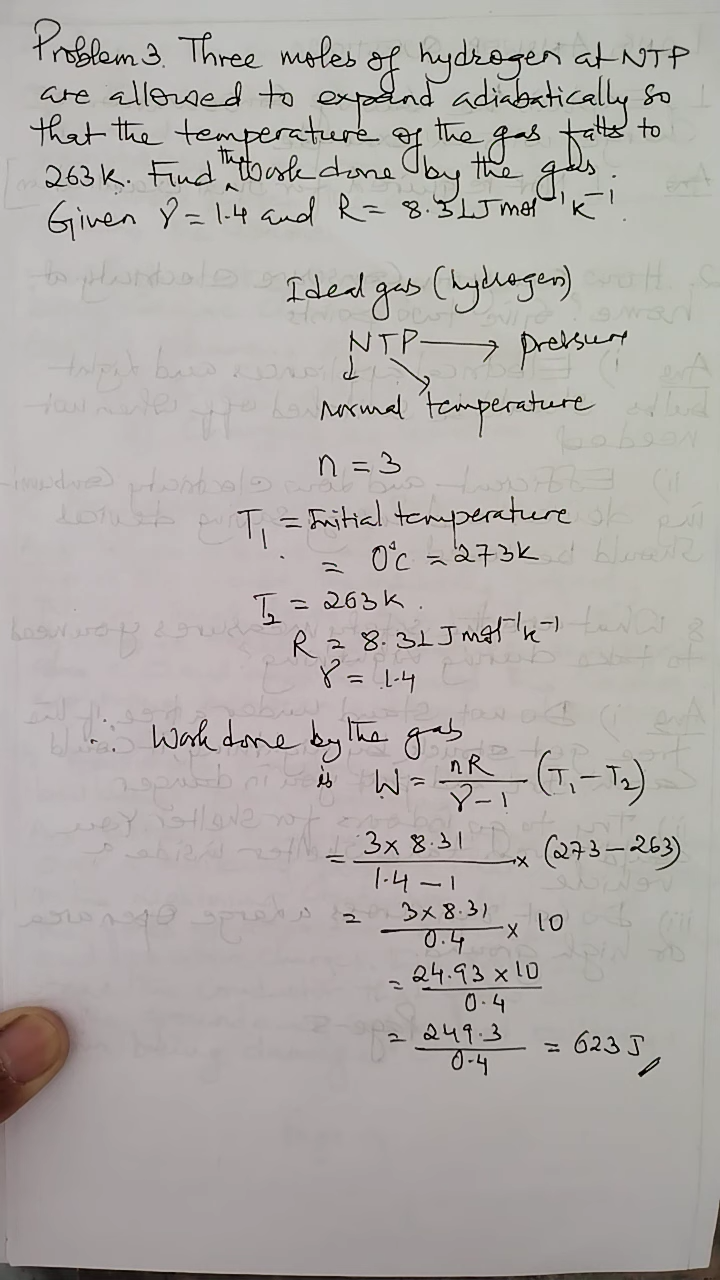 Problem 3. Three moles of hydrogen at NTP
are allowed to expand adiabatically so
that the temperature of the gas falls to
263K. Find the Work done by the gas.
Given γ = 1.4 and R = 8.31 J mol⁻¹ K⁻¹.
Ideal gas (hydrogen)
NTP → pressure
Normal temperature
n = 3
T₁ = Initial temperature
= 0°C = 273K
T₂ = 263K.
R = 8.31 J mol⁻¹ K⁻¹
γ = 1.4
∴ Work done by the gas
is W = nR/(γ-1) (T₁ - T₂)
= 3 × 8.31/(1.4 - 1) × (273 - 263)
= 3 × 8.31/0.4 × 10
= 24.93 × 10/0.4
= 249.3/0.4 = 623 J